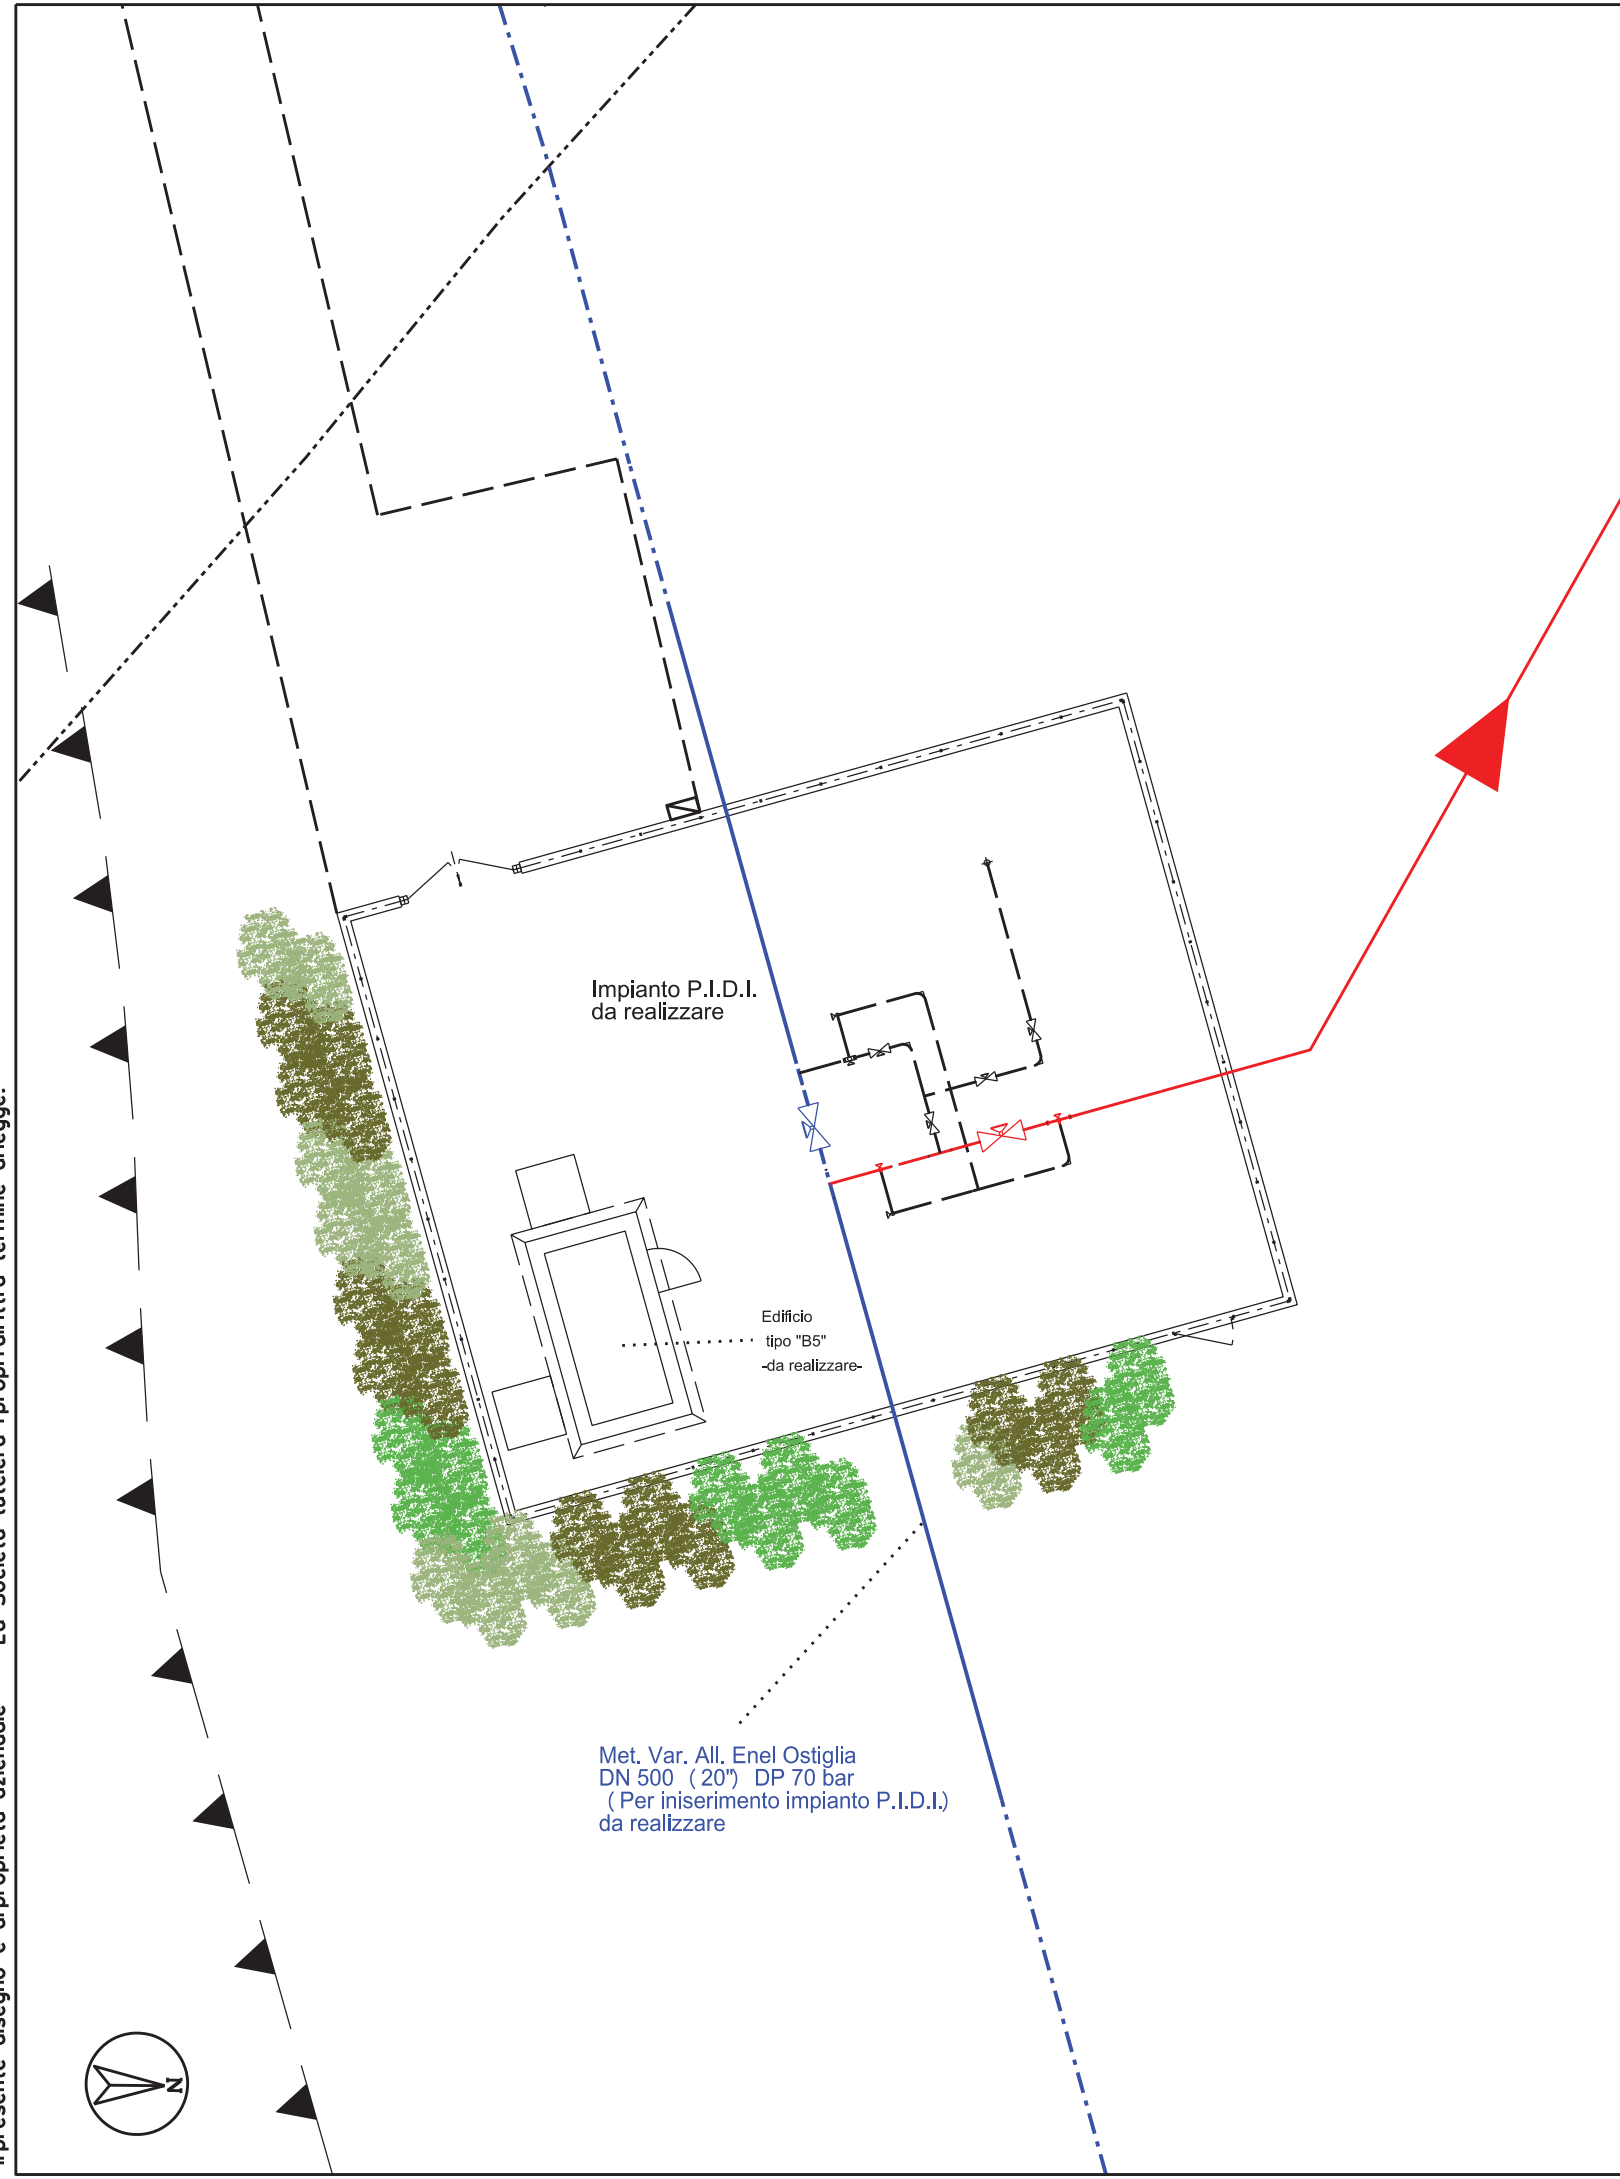 Impianto P.I.D.I.
da realizzare
Edificio
tipo "B5"
-da realizzare-
Met. Var. All. Enel Ostiglia
DN 500 (20") DP 70 bar
(Per iniserimento impianto P.I.D.I.)
da realizzare
N